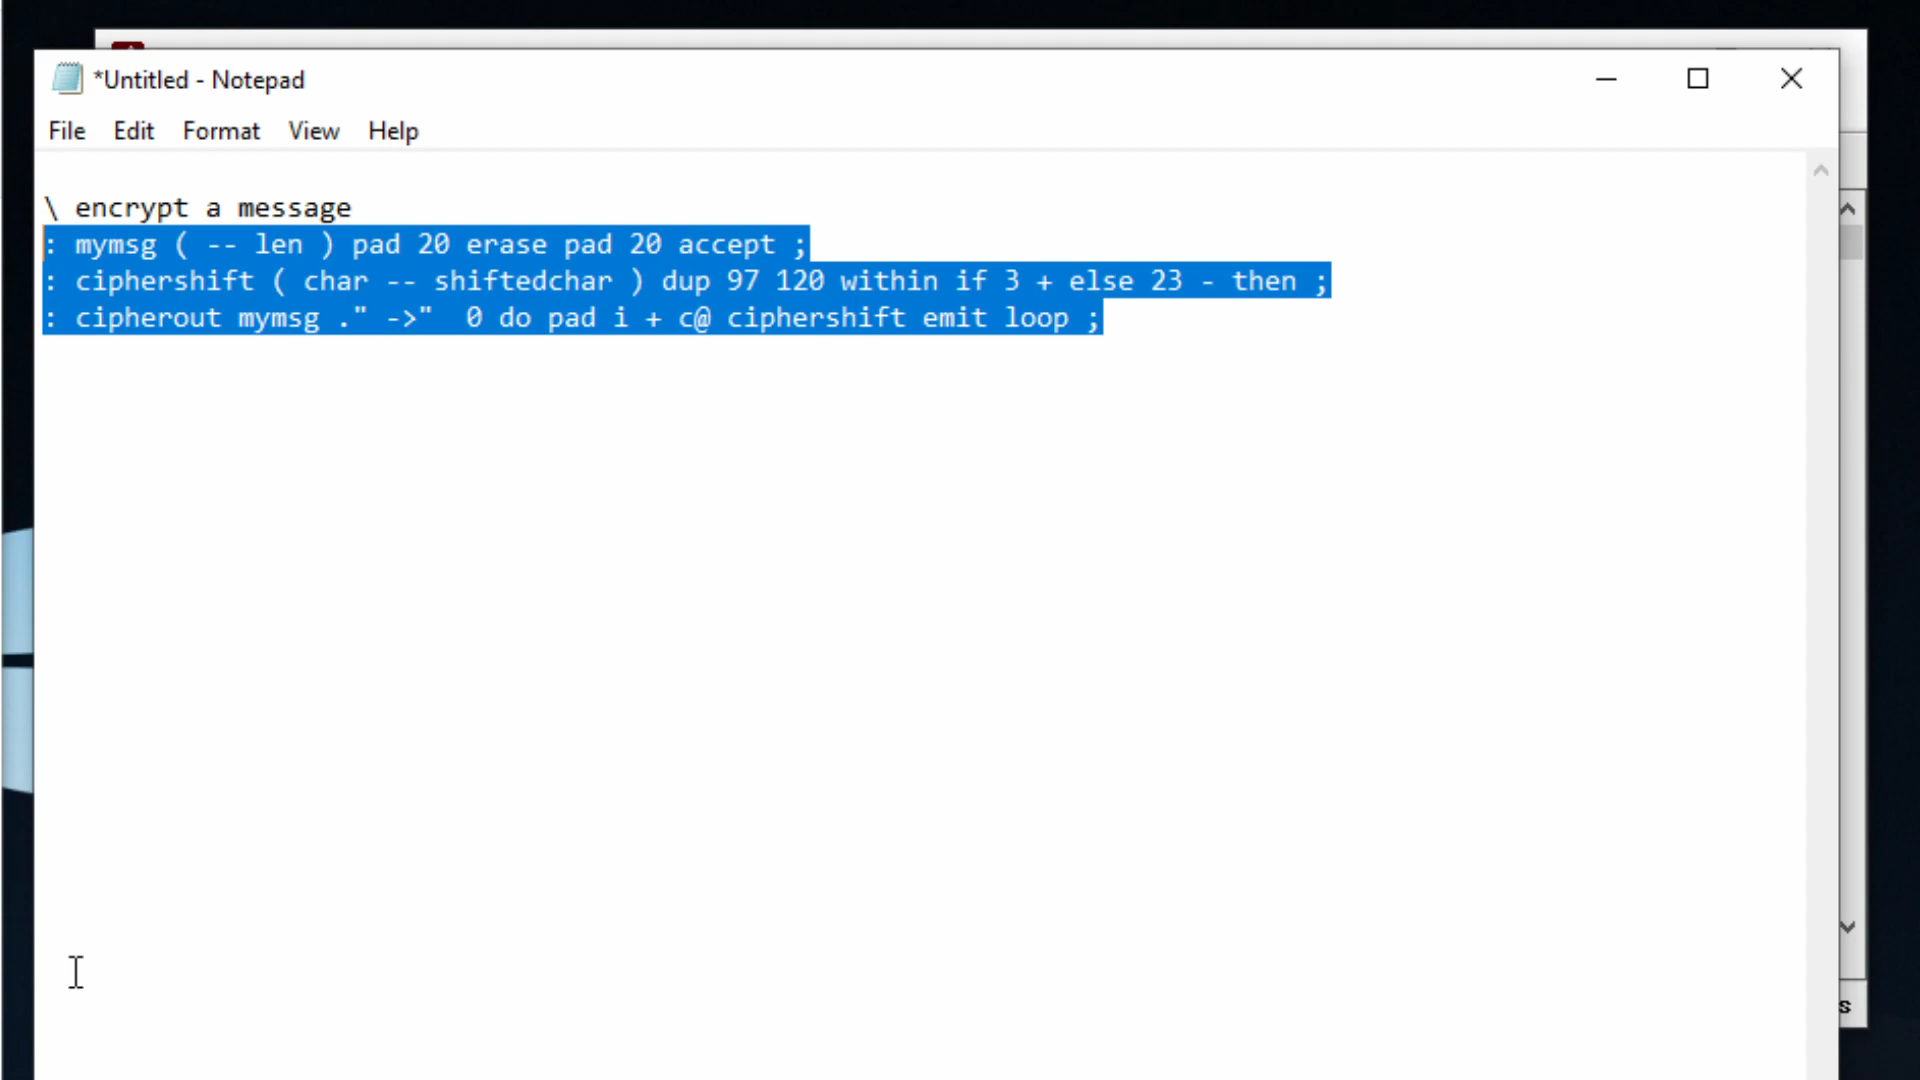 *Untitled - Notepad
File Edit Format View Help
\ encrypt a message
: mymsg ( -- len ) pad 20 erase pad 20 accept ;
: ciphershift ( char -- shiftedchar ) dup 97 120 within if 3 + else 23 - then ;
: cipherout mymsg ." ->"  0 do pad i + c@ ciphershift emit loop ;
s